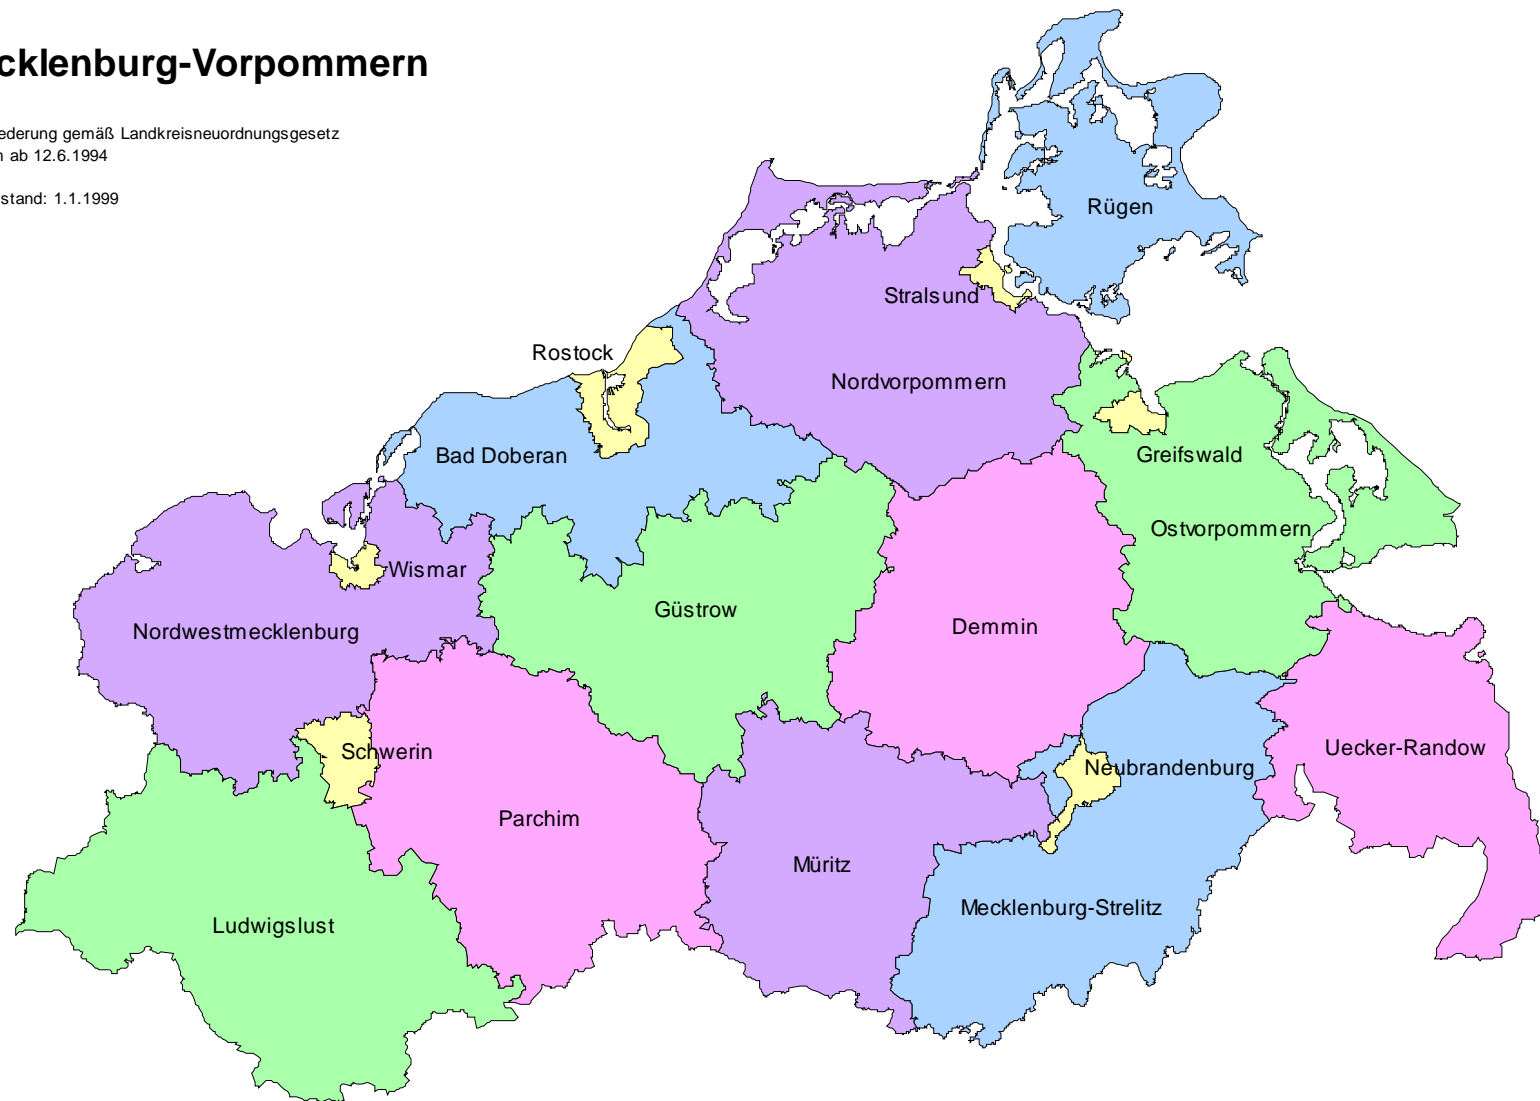 cklenburg-Vorpommern
ederung gemäß Landkreisneuordnungsgesetz
n ab 12.6.1994
stand: 1.1.1999
Rügen
Stralsund
Rostock
Nordvorpommern
Bad Doberan
Greifswald
Ostvorpommern
Wismar
Güstrow
Nordwestmecklenburg
Demmin
Schwerin
Uecker-Randow
Neubrandenburg
Parchim
Müritz
Mecklenburg-Strelitz
Ludwigslust